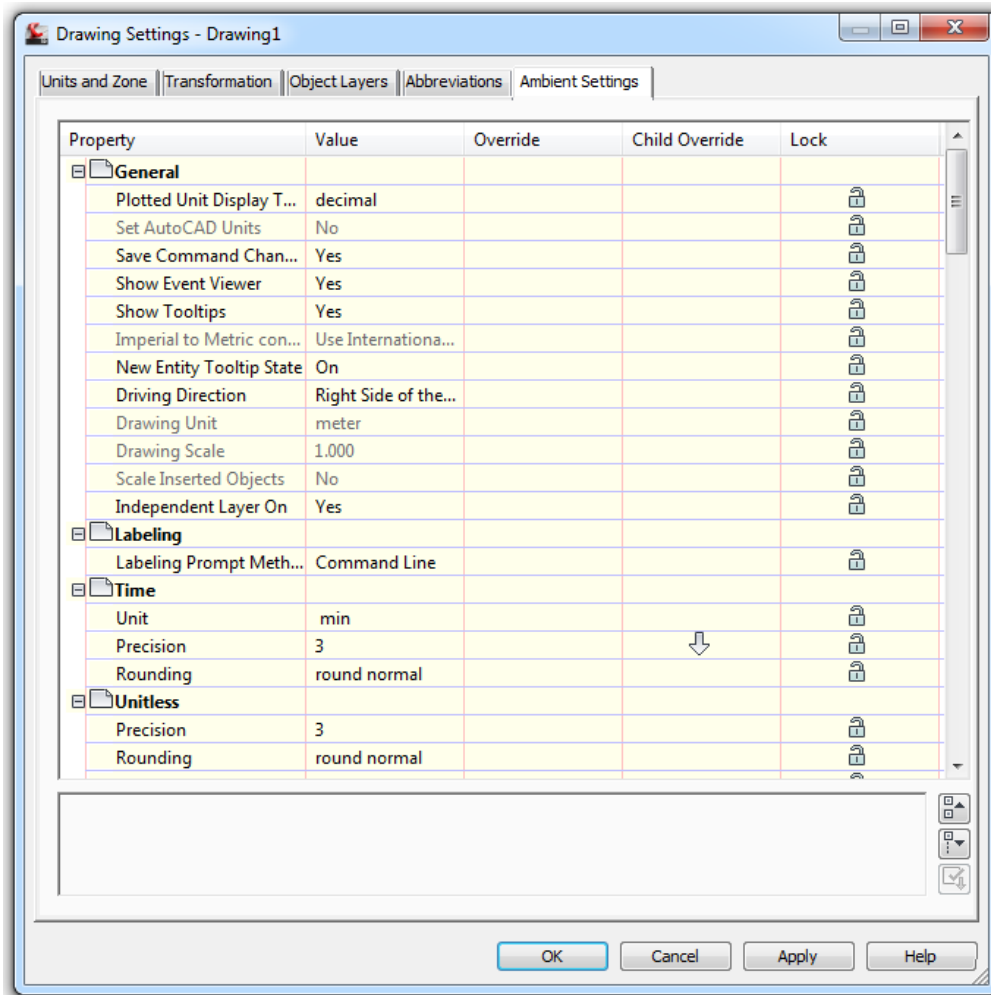 Drawing Settings - Drawing1
Units and Zone Transformation Object Layers Abbreviations Ambient Settings
Property Value Override Child Override Lock
General
Plotted Unit Display T... decimal
Set AutoCAD Units No
Save Command Chan... Yes
Show Event Viewer Yes
Show Tooltips Yes
Imperial to Metric con... Use Internationa...
New Entity Tooltip State On
Driving Direction Right Side of the...
Drawing Unit meter
Drawing Scale 1.000
Scale Inserted Objects No
Independent Layer On Yes
Labeling
Labeling Prompt Meth... Command Line
Time
Unit min
Precision 3
Rounding round normal
Unitless
Precision 3
Rounding round normal
OK Cancel Apply Help